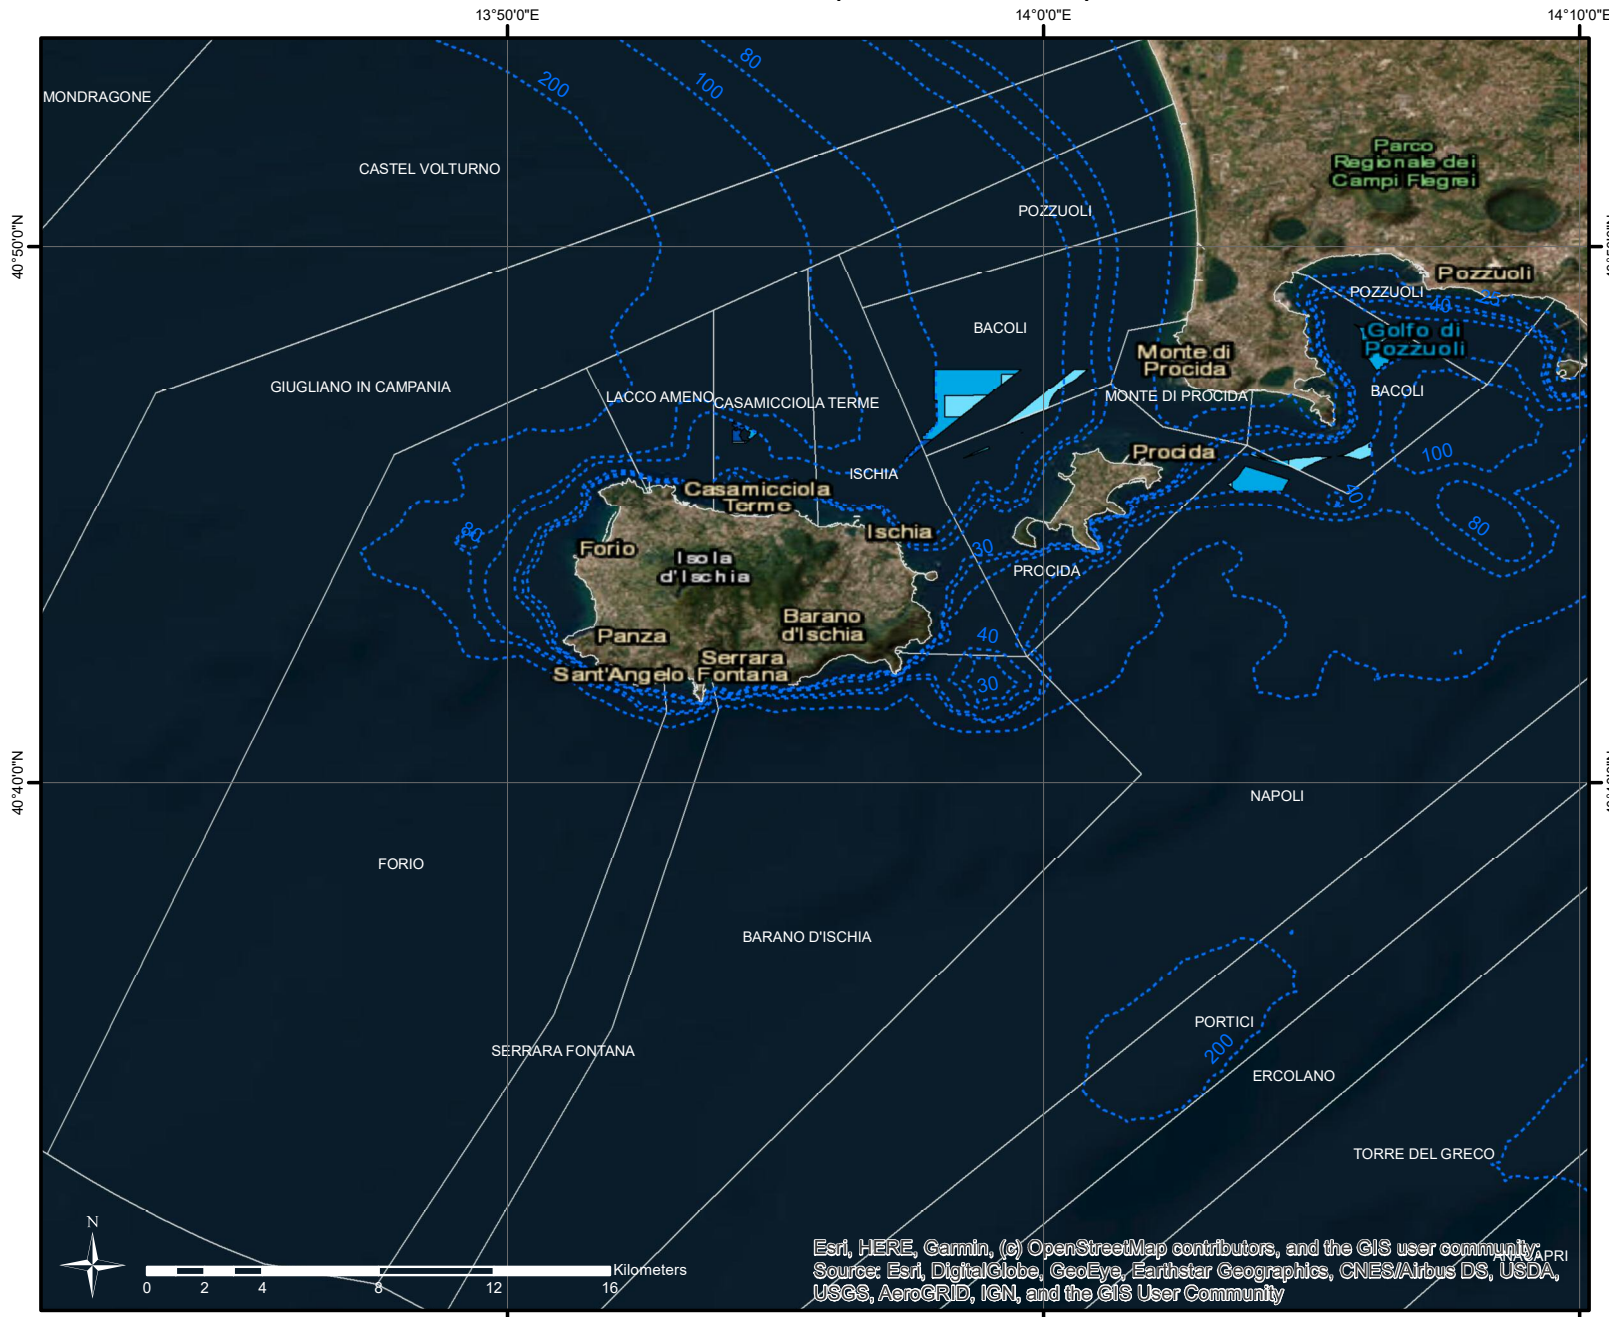 13°50'0"E
14°0'0"E
14°10'0"E
MONDRAGONE
200
100
80
CASTEL VOLTURNO
Parco
Regionale dei
Campi Flegrei
POZZUOLI
40°50'0"N
Pozzuoli
POZZUOLI
25
40
Golfo di
Pozzuoli
BACOLI
Monte di
Procida
GIUGLIANO IN CAMPANIA
LACCO AMENO
CASAMICCIOLA TERME
MONTE DI PROCIDA
BACOLI
Procida
100
ISCHIA
Casamicciola
Terme
40
80
Ischia
80
Forio
Isola
d'Ischia
30
PROCIDA
Barano
d'Ischia
Panza
40
Serrara
Fontana
Sant'Angelo
30
40°40'0"N
NAPOLI
FORIO
BARANO D'ISCHIA
PORTICI
200
SERRARA FONTANA
ERCOLANO
TORRE DEL GRECO
N
ANACAPRI
Kilometers
0 2 4 8 12 16
Esri, HERE, Garmin, (c) OpenStreetMap contributors, and the GIS user community;
Source: Esri, DigitalGlobe, GeoEye, Earthstar Geographics, CNES/Airbus DS, USDA,
USGS, AeroGRID, IGN, and the GIS User Community